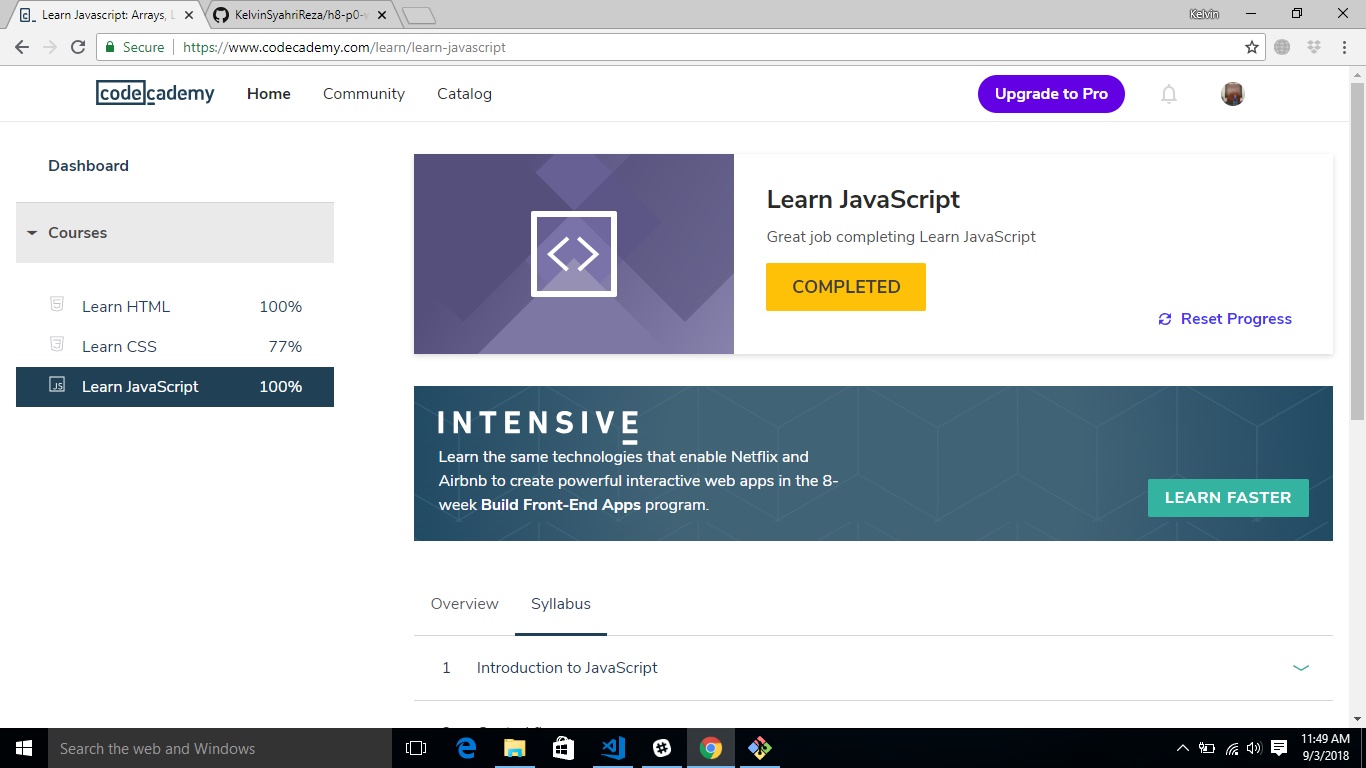 Learn Javascript: Arrays, L
KelvinSyahriReza/h8-p0-
Kelvin
Secure
https://www.codecademy.com/learn/learn-javascript
codecademy
Home
Community
Catalog
Upgrade to Pro
Dashboard
Courses
Learn HTML 100%
Learn CSS 77%
JS Learn JavaScript 100%
Learn JavaScript
Great job completing Learn JavaScript
COMPLETED
Reset Progress
INTENSIVE
Learn the same technologies that enable Netflix and
Airbnb to create powerful interactive web apps in the 8-
week Build Front-End Apps program.
LEARN FASTER
Overview
Syllabus
1 Introduction to JavaScript
Search the web and Windows
11:49 AM
9/3/2018